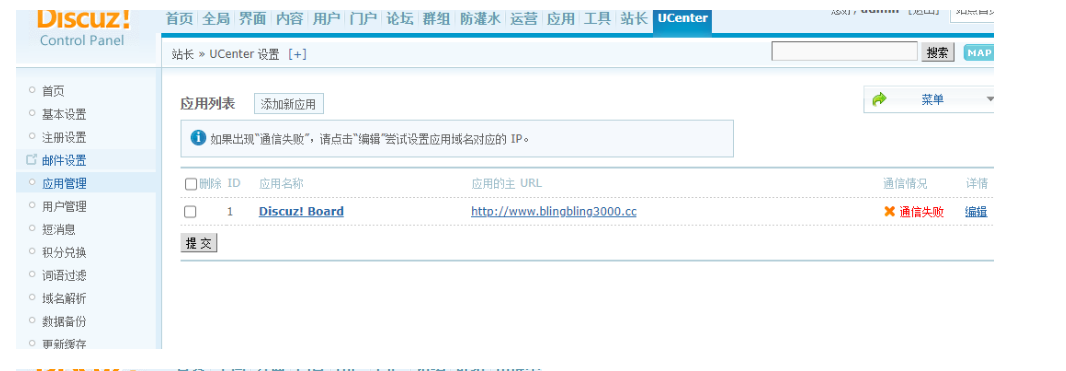 Discuz!
Control Panel
首页 全局 界面 内容 用户 门户 论坛 群组 防灌水 运营 应用 工具 站长 UCenter
站长 » UCenter 设置 [+]
搜索
MAP
首页
基本设置
注册设置
邮件设置
应用管理
用户管理
短消息
积分兑换
词语过滤
域名解析
数据备份
更新缓存
应用列表 添加新应用
菜单
如果出现"通信失败"，请点击"编辑"尝试设置应用域名对应的 IP。
删除 ID 应用名称 应用的主 URL 通信情况 详情
1 Discuz! Board http://www.blingbling3000.cc 通信失败 编辑
提交